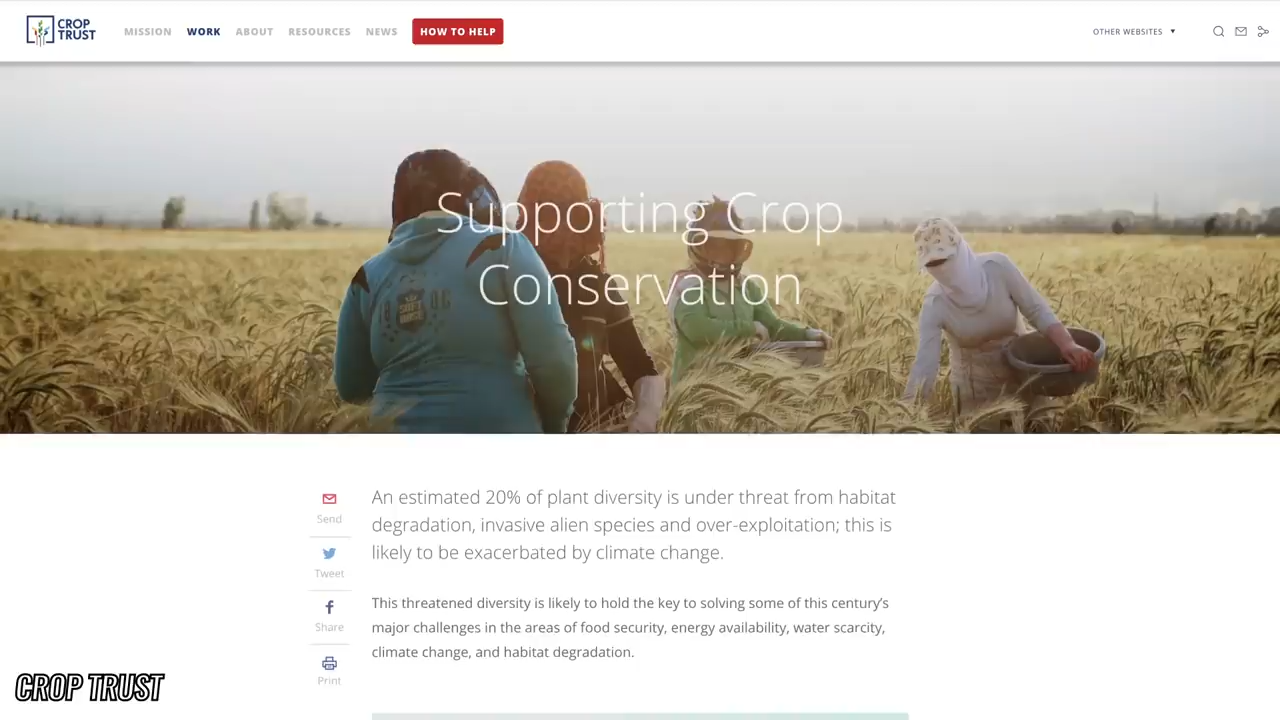 CROP
TRUST
MISSION WORK ABOUT RESOURCES NEWS HOW TO HELP OTHER WEBSITES
Supporting Crop
Conservation
An estimated 20% of plant diversity is under threat from habitat
degradation, invasive alien species and over-exploitation; this is
likely to be exacerbated by climate change.
This threatened diversity is likely to hold the key to solving some of this century's
major challenges in the areas of food security, energy availability, water scarcity,
climate change, and habitat degradation.
Send
Tweet
Share
Print
CROP TRUST